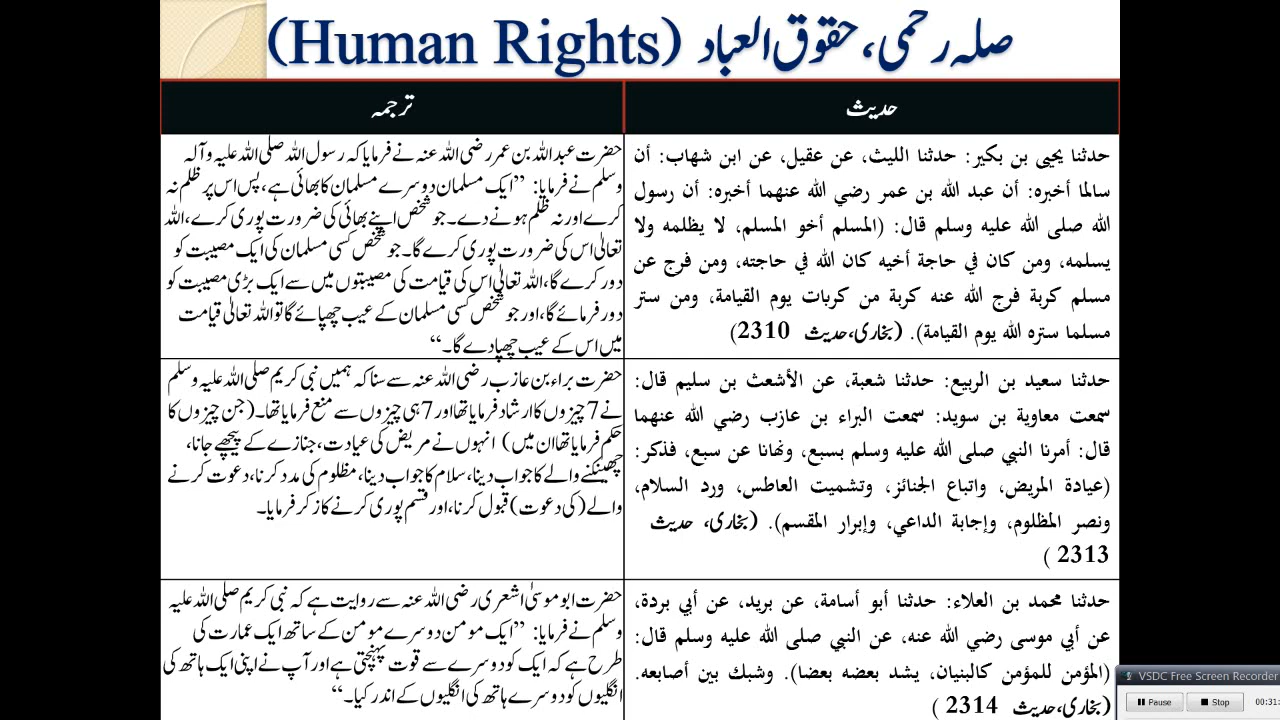 صلہ رحمی، حقوق العباد (Human Rights)
حدیث
ترجمہ
حدثنا يحيى بن بكير: حدثنا الليث، عن عقيل، عن ابن شهاب: أن
سالما أخبره: أن عبد الله بن عمر رضي الله عنهما أخبره: أن رسول
الله صلى الله عليه وسلم قال: (المسلم أخو المسلم، لا يظلمه ولا
يسلمه، ومن كان في حاجة أخيه كان الله في حاجته، ومن فرج عن
مسلم كربة فرج الله عنه كربة من كربات يوم القيامة، ومن ستر
مسلما ستره الله يوم القيامة). (بخاری،حدیث 2310)
حضرت عبداللہ بن عمر رضی اللہ عنہ نے فرمایا کہ رسول اللہ صلی اللہ علیہ وآلہ
وسلم نے فرمایا: ”ایک مسلمان دوسرے مسلمان کا بھائی ہے، پس اس پر ظلم نہ
کرے اور نہ ظلم ہونے دے۔ جو شخص اپنے بھائی کی ضرورت پوری کرے، اللہ
تعالیٰ اس کی ضرورت پوری کرے گا۔ جو شخص کسی مسلمان کی ایک مصیبت کو
دور کرے گا، اللہ تعالیٰ اس کی قیامت کی مصیبتوں میں سے ایک بڑی مصیبت کو
دور فرمائے گا، اور جو شخص کسی مسلمان کے عیب چھپائے گا تو اللہ تعالیٰ قیامت
میں اس کے عیب چھپا دے گا۔“
حدثنا سعيد بن الربيع: حدثنا شعبة، عن الأشعث بن سليم قال:
سمعت معاوية بن سويد: سمعت البراء بن عازب رضي الله عنهما
قال: أمرنا النبي صلى الله عليه وسلم بسبع، ونهانا عن سبع، فذكر:
(عيادة المريض، واتباع الجنائز، وتشميت العاطس، ورد السلام،
ونصر المظلوم، وإجابة الداعي، وإبرار المقسم). (بخاری، حدیث
2313 )
حضرت براء بن عازب رضی اللہ عنہ سے سنا کہ ہمیں نبی کریم صلی اللہ علیہ وسلم
نے 7 چیزوں کا ارشاد فرمایا تھا اور 7 ہی چیزوں سے منع فرمایا تھا۔ (جن چیزوں کا
حکم فرمایا تھا ان میں) انہوں نے مریض کی عیادت، جنازے کے پیچھے جانا،
چھینکنے والے کا جواب دینا، سلام کا جواب دینا، مظلوم کی مدد کرنا، دعوت کرنے
والے (کی دعوت) قبول کرنا، اور قسم پوری کرنے کا ذکر فرمایا۔
حدثنا محمد بن العلاء: حدثنا أبو أسامة، عن بريد، عن أبي بردة،
عن أبي موسى رضي الله عنه، عن النبي صلى الله عليه وسلم قال:
(المؤمن للمؤمن كالبنيان، يشد بعضه بعضا). وشبك بين أصابعه.
(بخاری،حدیث 2314 )
حضرت ابو موسیٰ اشعری رضی اللہ عنہ سے روایت ہے کہ نبی کریم صلی اللہ علیہ
وسلم نے فرمایا: ”ایک مومن دوسرے مومن کے ساتھ ایک عمارت کی
طرح ہے کہ ایک کو دوسرے سے قوت پہنچتی ہے اور آپ نے اپنی ایک ہاتھ کی
انگلیوں کو دوسرے ہاتھ کی انگلیوں کے اندر کیا۔“
VSDC Free Screen Recorder
Pause Stop 00:31: